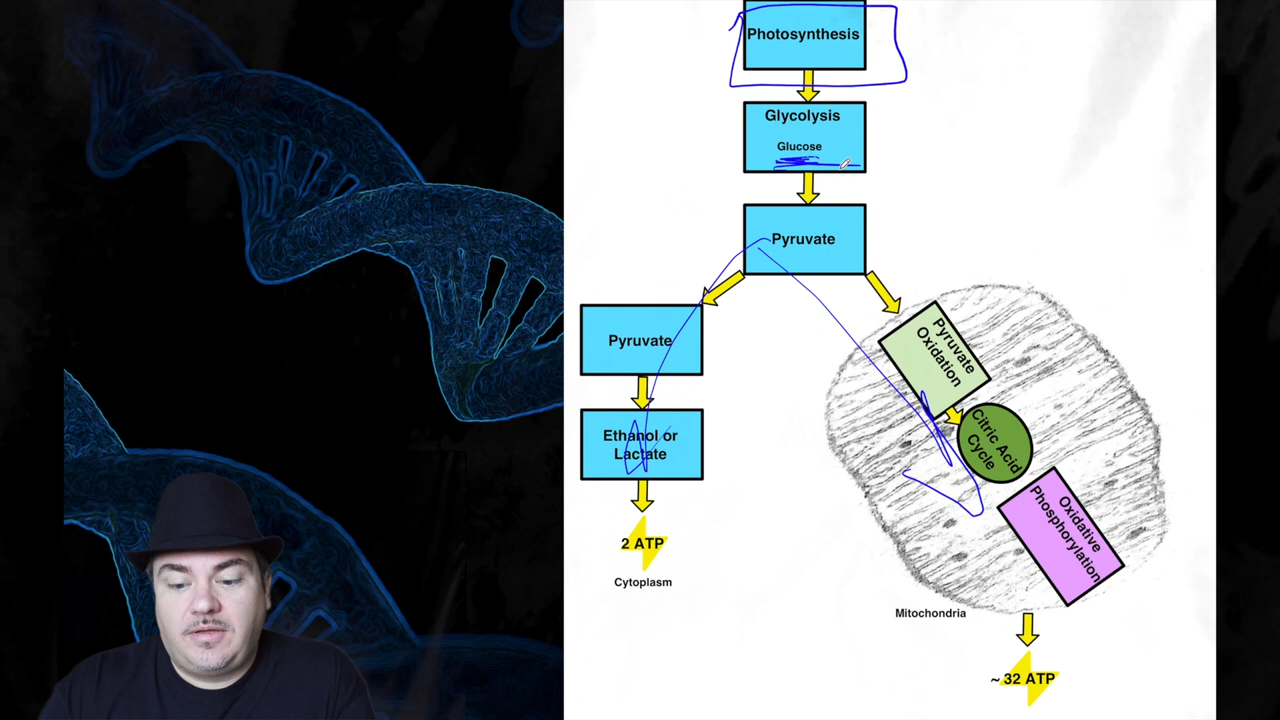 Photosynthesis
Glycolysis
Glucose
Pyruvate
Pyruvate
Ethanol or
Lactate
2 ATP
Cytoplasm
Pyruvate
Oxidation
Citric Acid
Cycle
Oxidative
Phosphorylation
Mitochondria
~ 32 ATP